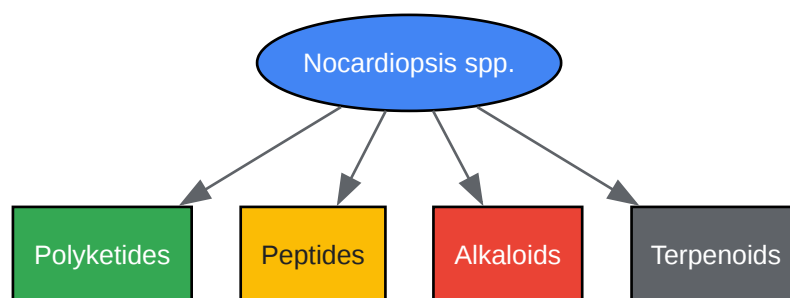 Nocardiopsis spp.
Polyketides
Peptides
Alkaloids
Terpenoids